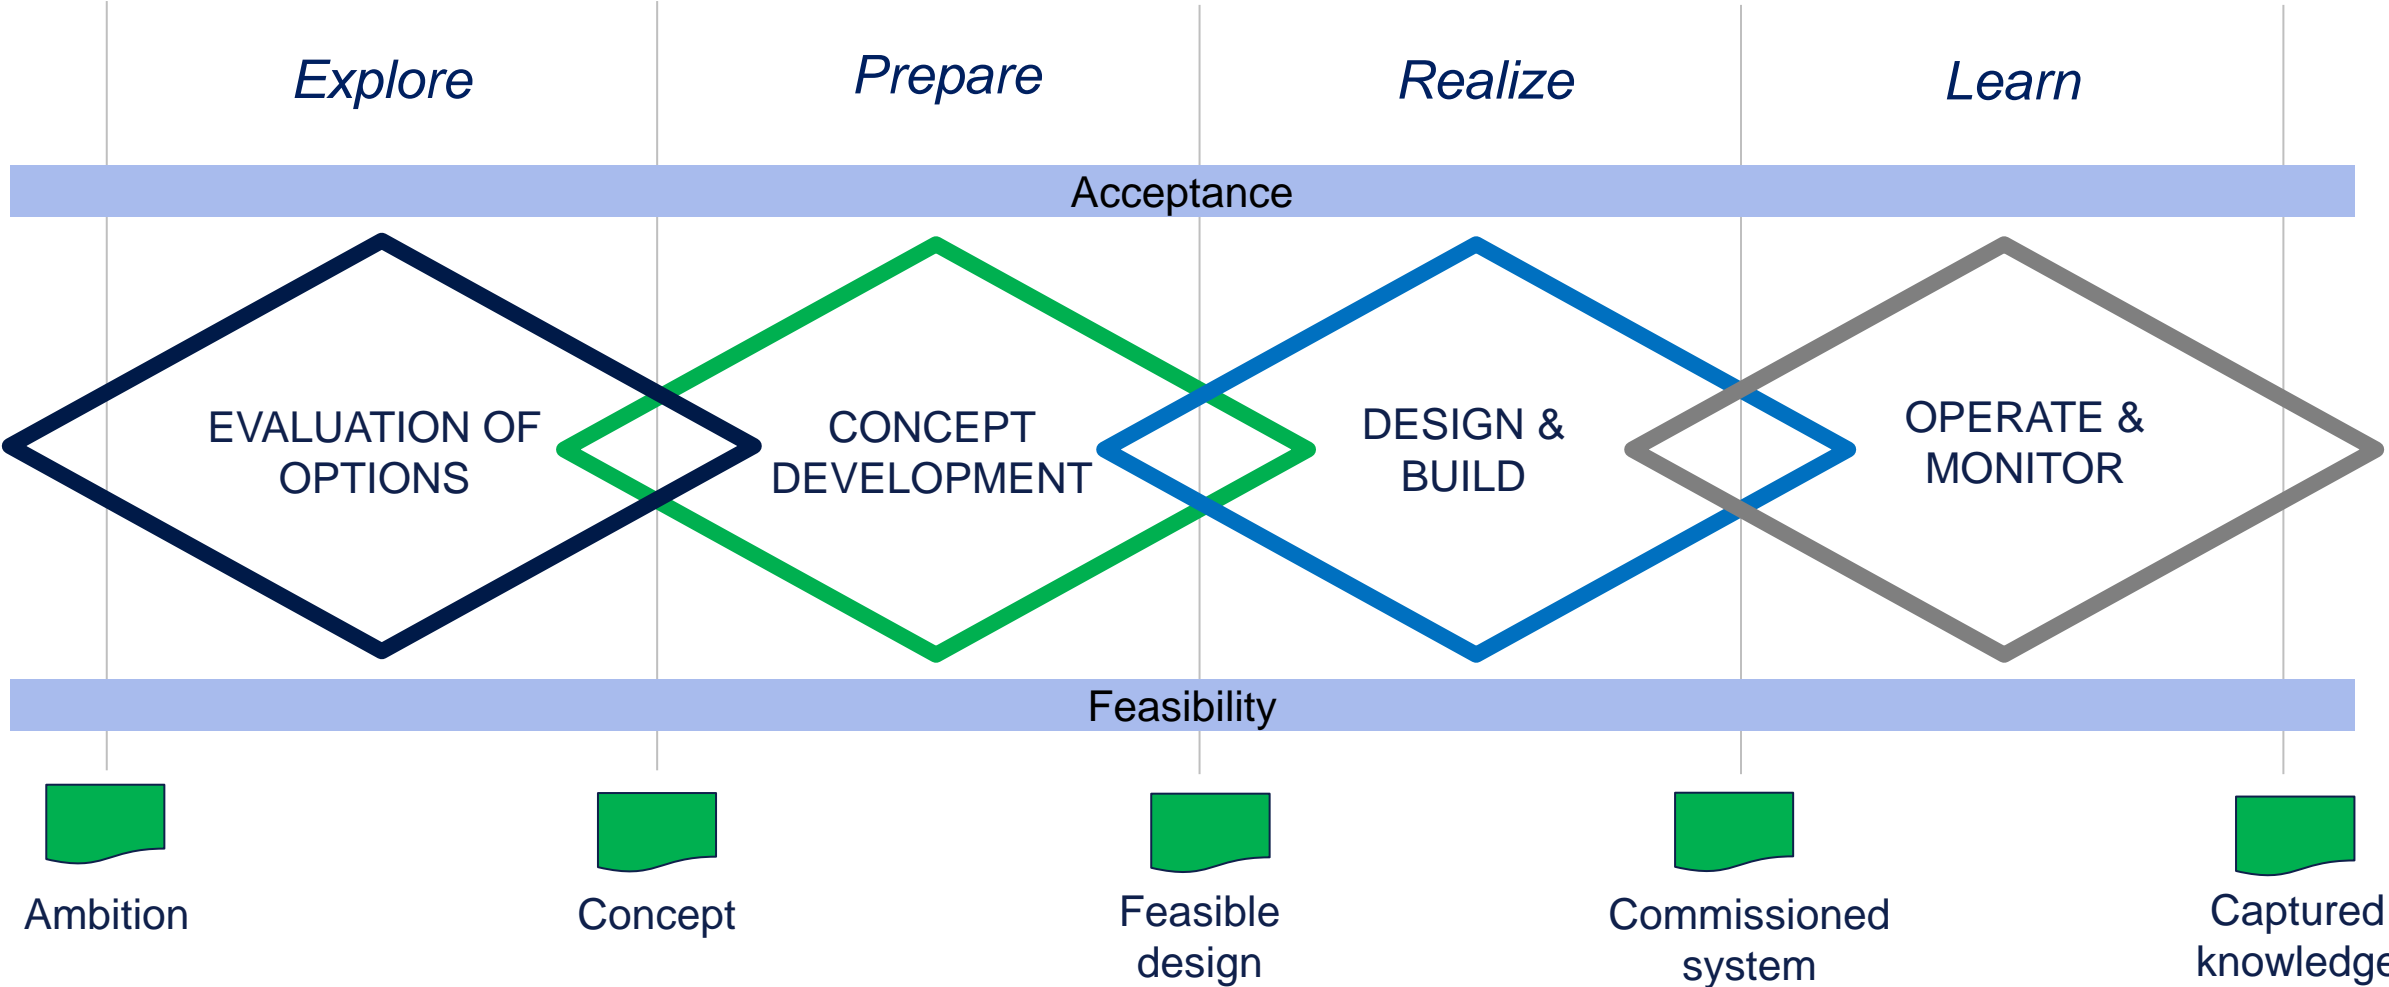 Explore
Prepare
Realize
Learn
Acceptance
EVALUATION OF
OPTIONS
CONCEPT
DEVELOPMENT
DESIGN &
BUILD
OPERATE &
MONITOR
Feasibility
Ambition
Concept
Feasible
design
Commissioned
system
Captured
knowledge